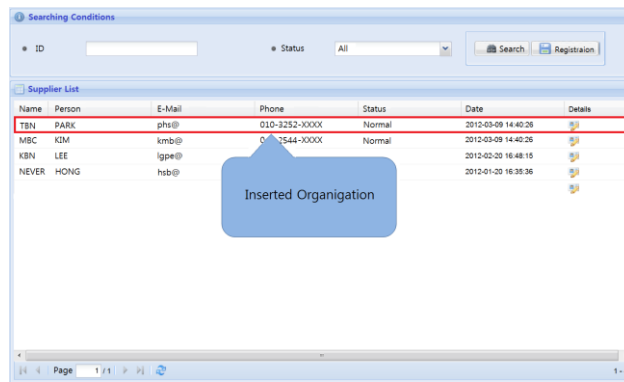 Searching Conditions
ID Status All Search Registraion
Supplier List
Name Person E-Mail Phone Status Date Details
TBN PARK phs@ 010-3252-XXXX Normal 2012-03-09 14:40:26
MBC KIM kmb@ 2544-XXXX Normal 2012-03-09 14:40:26
KBN LEE lgpe@ 2012-02-20 16:48:15
NEVER HONG hsb@ 2012-01-20 16:35:36
Inserted Organigation
Page 1 / 1 1 -